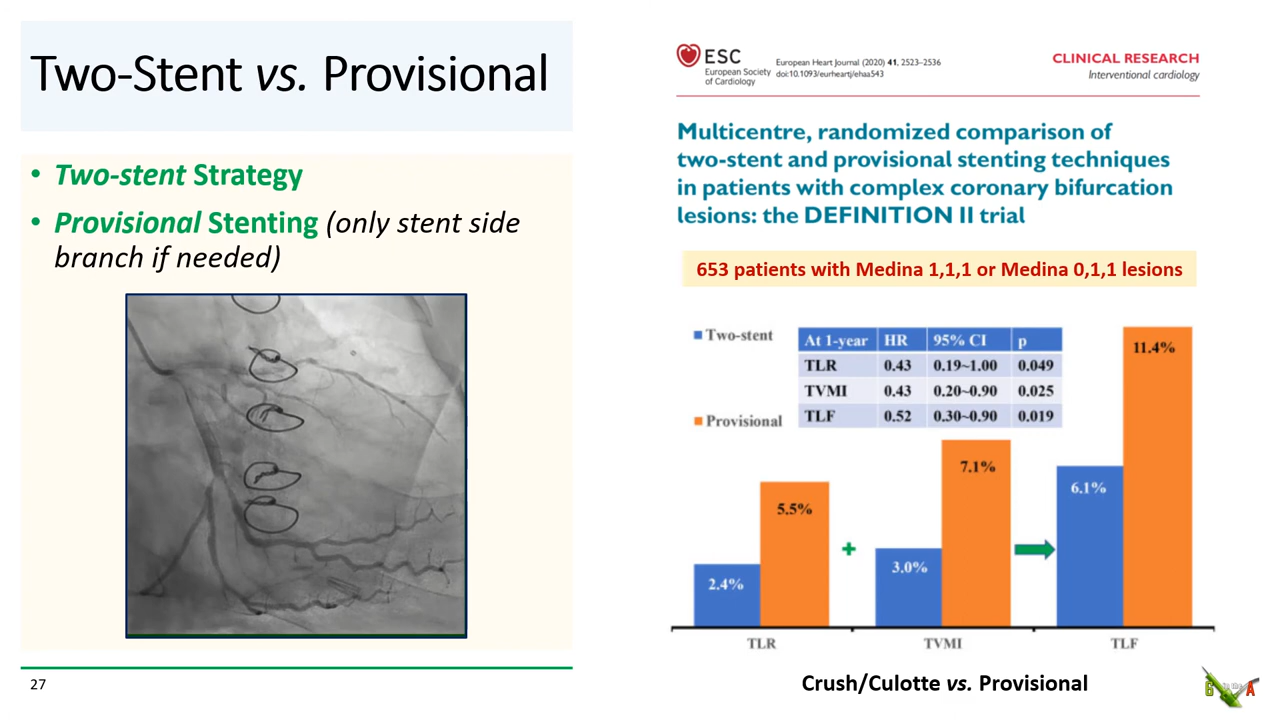 Two-Stent vs. Provisional
• Two-stent Strategy
• Provisional Stenting (only stent side
branch if needed)
27
ESC
European Society
of Cardiology
European Heart Journal (2020) 41, 2523–2536
doi:10.1093/eurheartj/ehaa543
CLINICAL RESEARCH
Interventional cardiology
Multicentre, randomized comparison of
two-stent and provisional stenting techniques
in patients with complex coronary bifurcation
lesions: the DEFINITION II trial
653 patients with Medina 1,1,1 or Medina 0,1,1 lesions
Two-stent
Provisional
At 1-year HR 95% CI p
TLR 0.43 0.19~1.00 0.049
TVMI 0.43 0.20~0.90 0.025
TLF 0.52 0.30~0.90 0.019
2.4%
5.5%
+
3.0%
7.1%
6.1%
11.4%
TLR TVMI TLF
Crush/Culotte vs. Provisional
G in the A